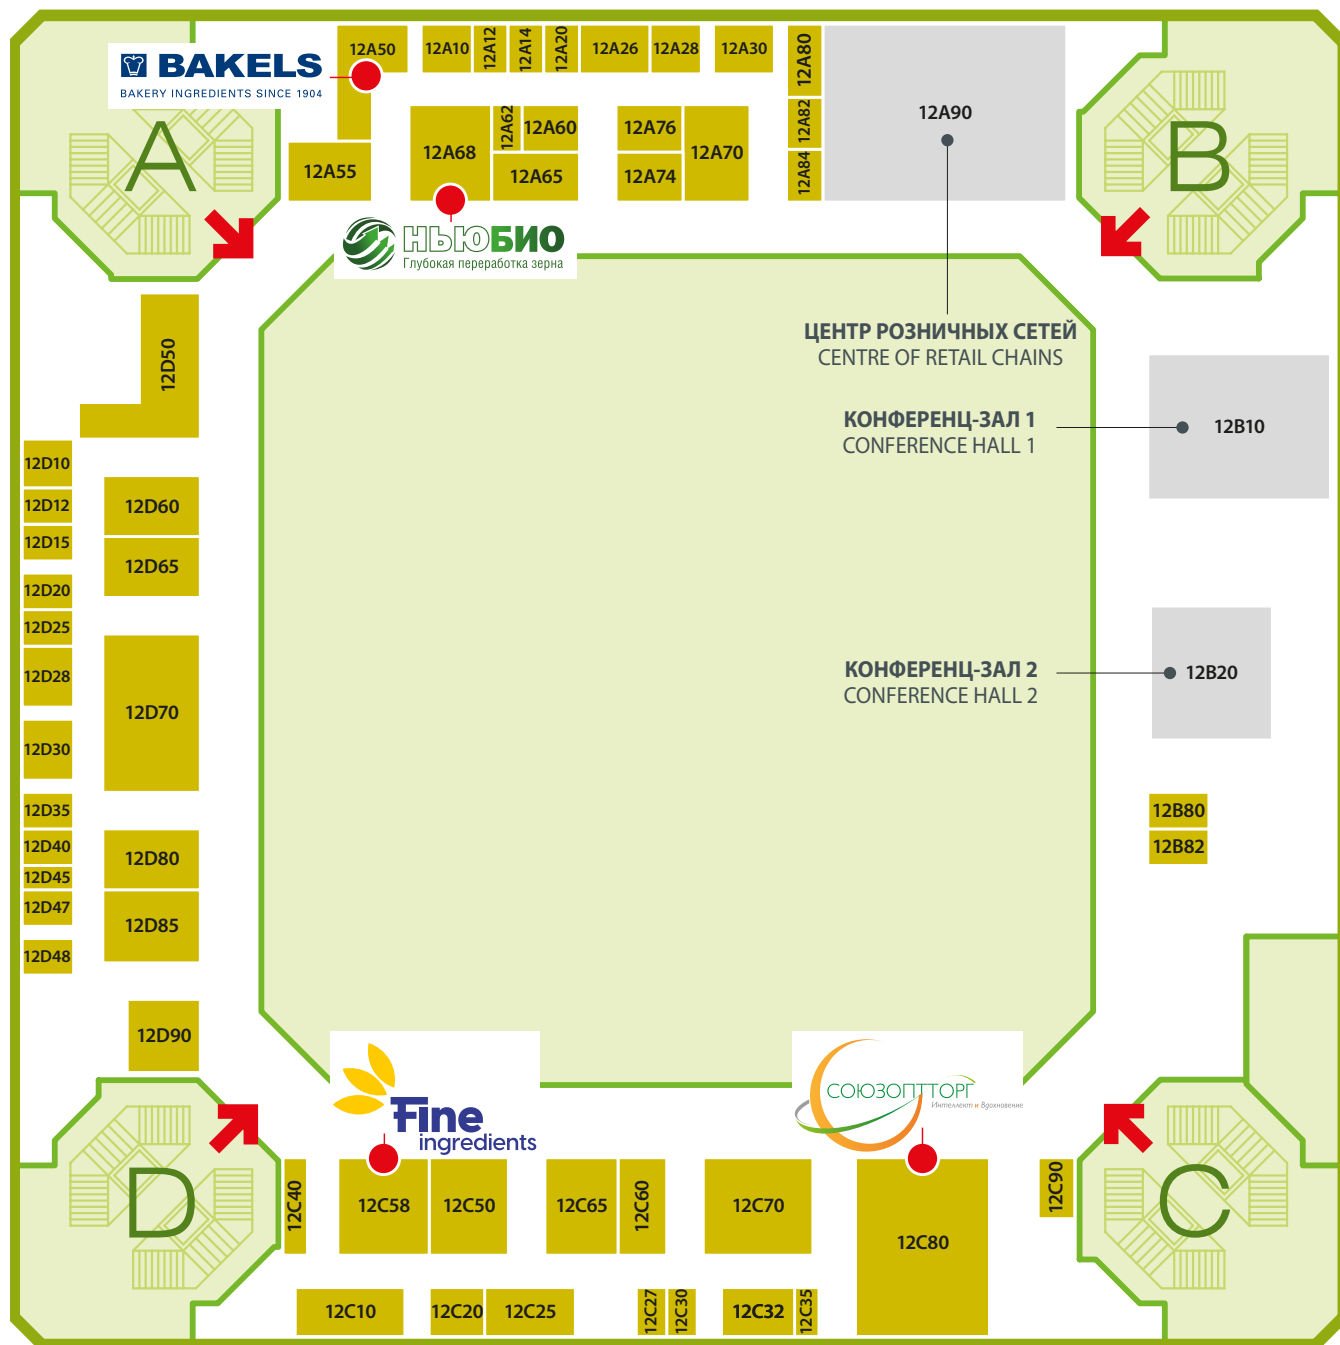 BAKELS
BAKERY INGREDIENTS SINCE 1904
A
12A50
12A10
12A12
12A14
12A20
12A26
12A28
12A30
12A80
12A82
12A84
12A90
B
12A55
12A68
12A62
12A60
12A65
12A76
12A74
12A70
НЬЮБИО
Глубокая переработка зерна
ЦЕНТР РОЗНИЧНЫХ СЕТЕЙ
CENTRE OF RETAIL CHAINS
КОНФЕРЕНЦ-ЗАЛ 1
CONFERENCE HALL 1
12B10
КОНФЕРЕНЦ-ЗАЛ 2
CONFERENCE HALL 2
12B20
12B80
12B82
12D50
12D10
12D12
12D15
12D20
12D25
12D28
12D30
12D35
12D40
12D45
12D47
12D48
12D60
12D65
12D70
12D80
12D85
12D90
Fine
ingredients
СОЮЗОПТТОРГ
Интеллект и Вдохновение
D
12C40
12C58
12C50
12C65
12C60
12C70
12C80
12C90
C
12C10
12C20
12C25
12C27
12C30
12C32
12C35